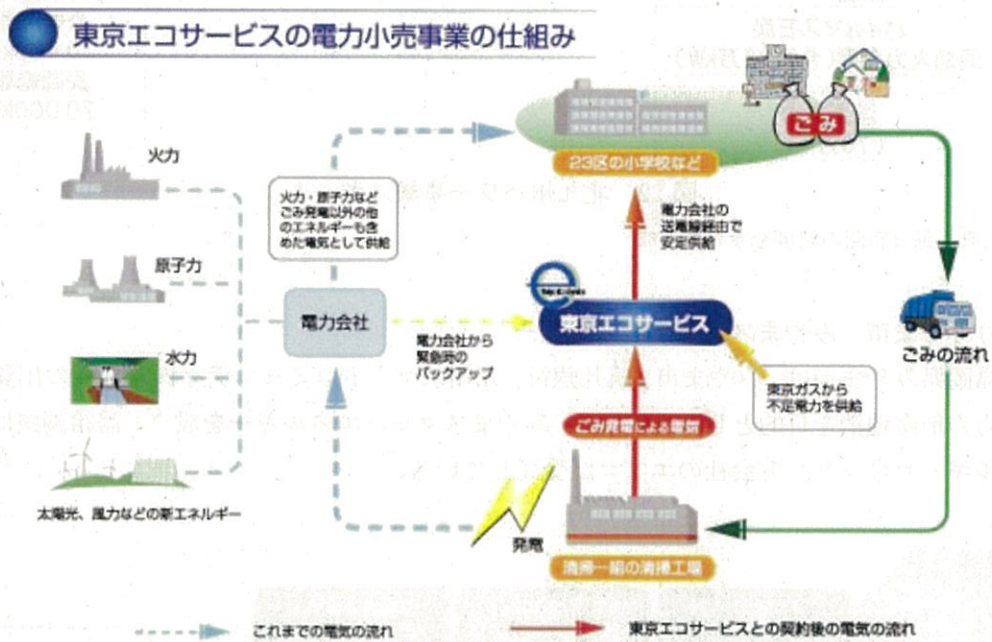 東京エコサービスの電力小売事業の仕組み
ごみ
23区の小学校など
火力
火力・原子力など
ごみ発電以外の他
のエネルギーも含
めた電気として供給
電力会社の
送電線経由で
安定供給
原子力
電力会社
東京エコサービス
ごみの流れ
電力会社から
緊急時の
バックアップ
水力
東京ガスから
不足電力を供給
ごみ発電による電気
太陽光、風力などの新エネルギー
発電
清掃一組の清掃工場
これまでの電気の流れ
東京エコサービスとの契約後の電気の流れ